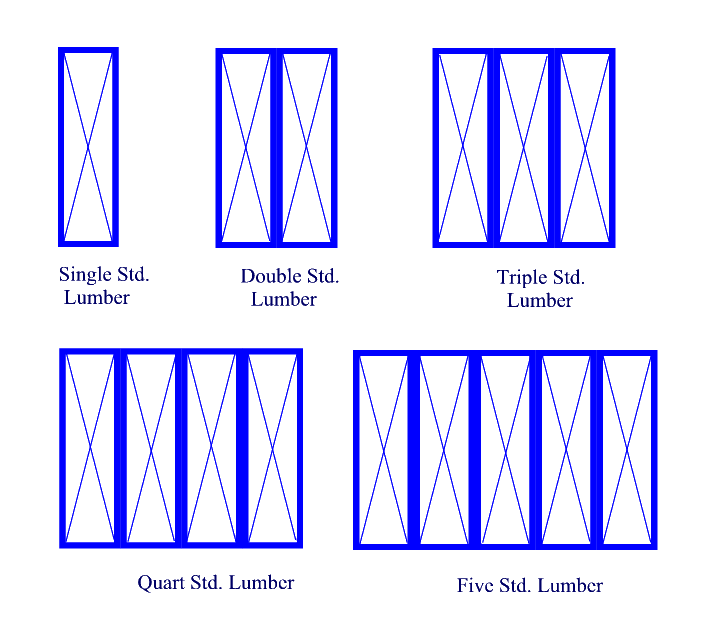 Single Std.
Lumber
Double Std.
Lumber
Triple Std.
Lumber
Quart Std. Lumber
Five Std. Lumber